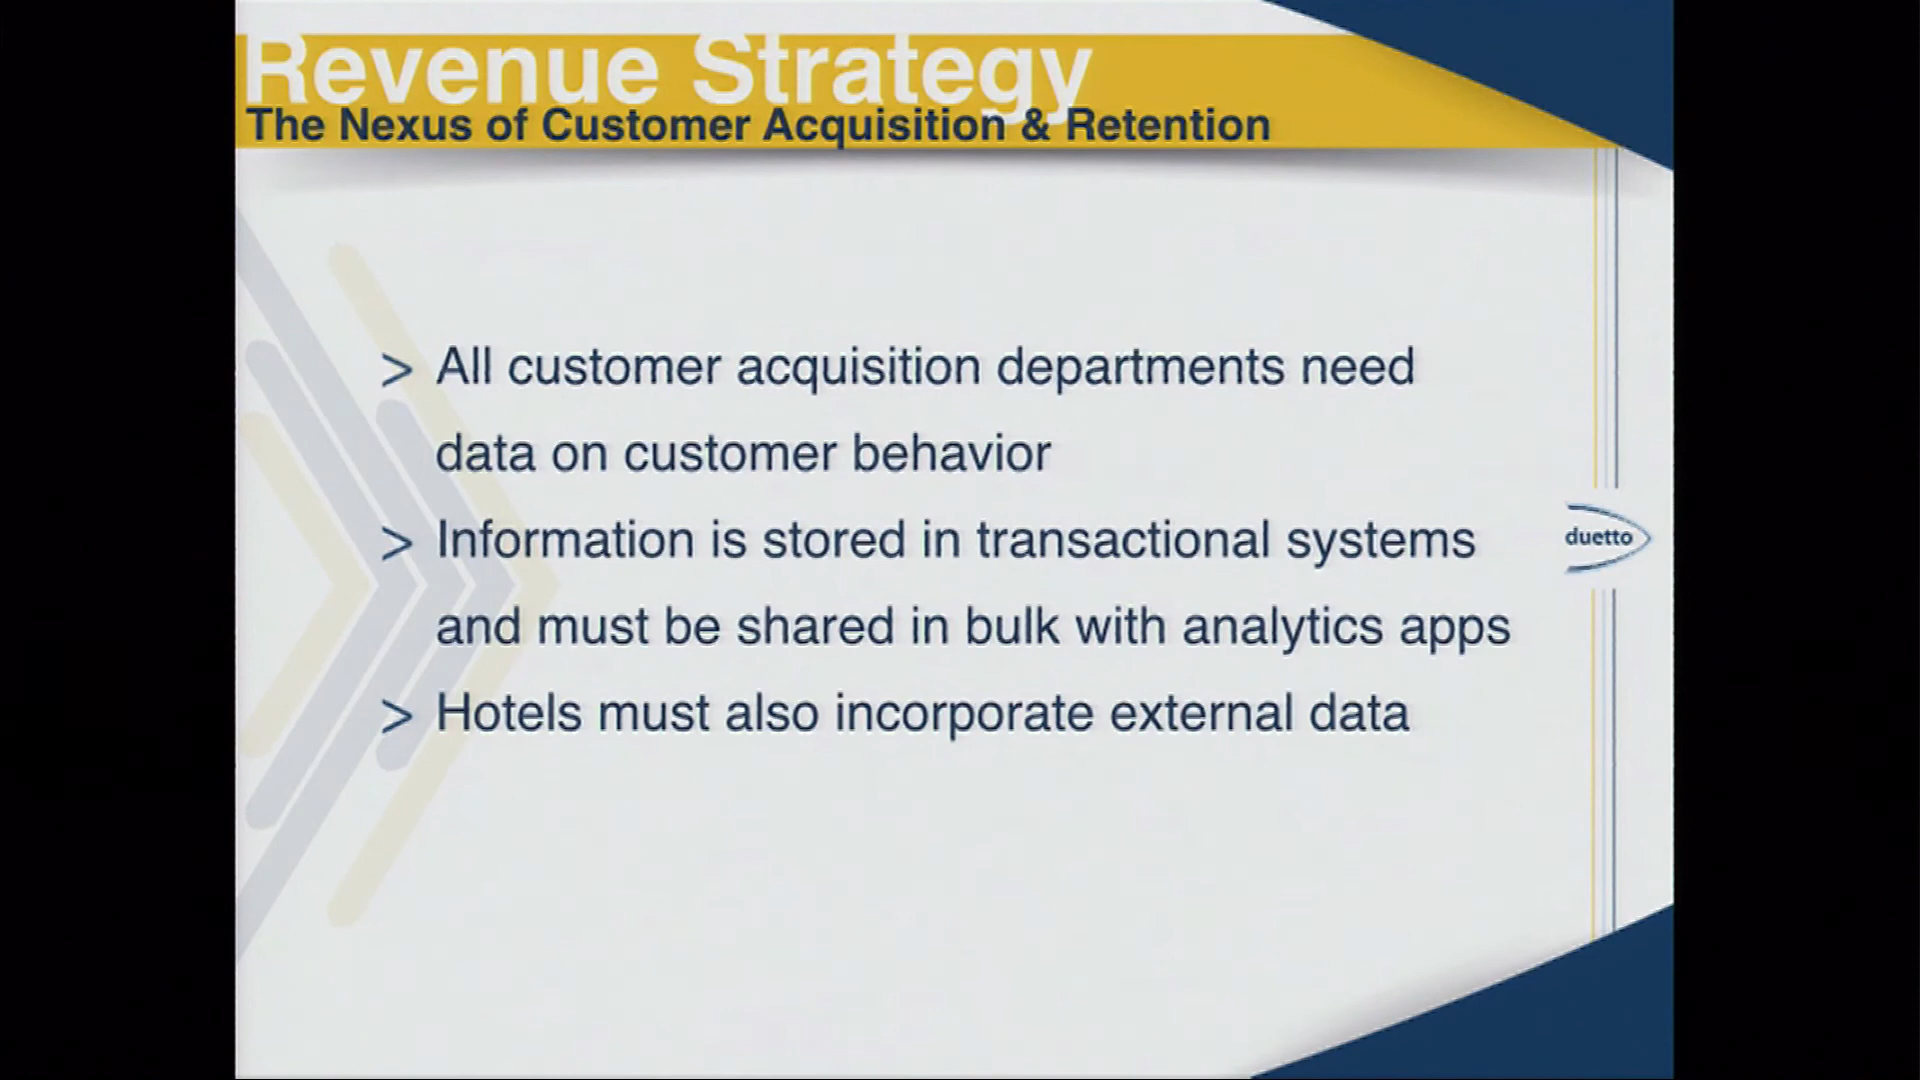 Revenue Strategy
The Nexus of Customer Acquisition & Retention
> All customer acquisition departments need
data on customer behavior
> Information is stored in transactional systems
and must be shared in bulk with analytics apps
> Hotels must also incorporate external data
duetto